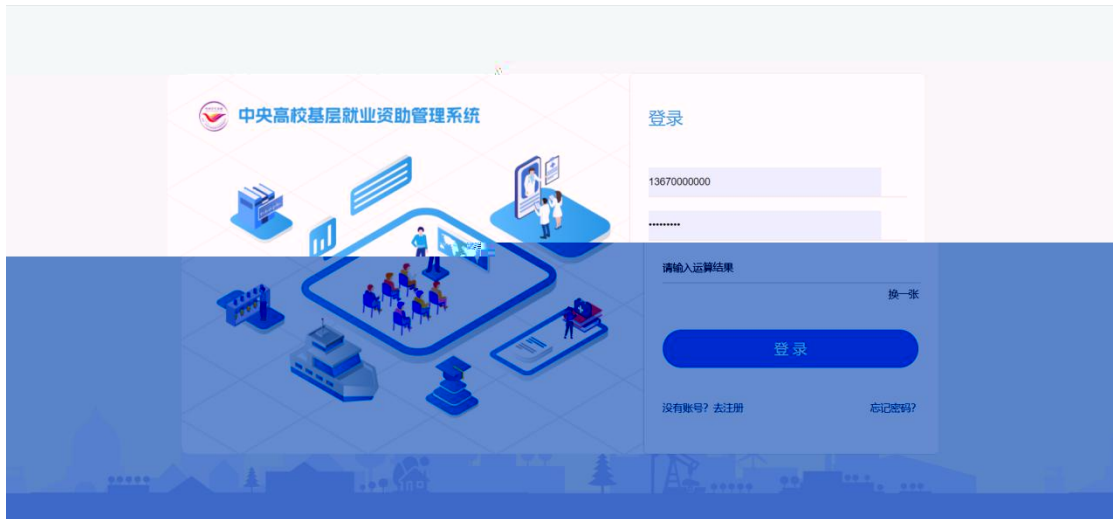 中央高校基层就业资助管理系统
登录
13670000000
•••••••••
请输入运算结果
换一张
登 录
没有账号? 去注册
忘记密码?